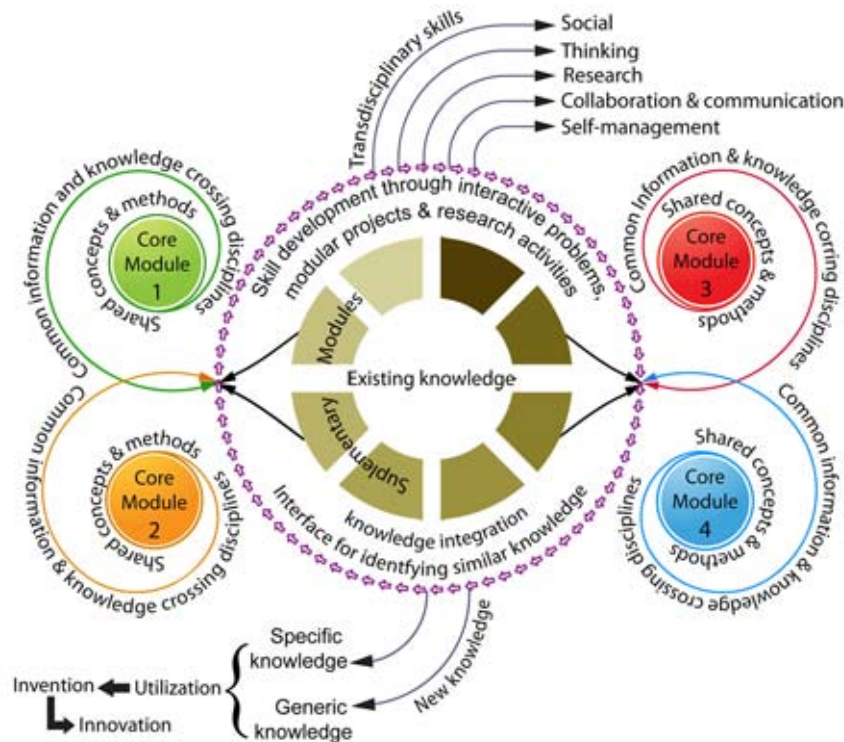 Transdisciplinary skills
Social
Thinking
Research
Collaboration & communication
Self-management
Common information and knowledge crossing disciplines
Shared concepts & methods
Core
Module
1
Skill development through interactive problems,
modular projects & research activities
Common Information & knowledge corring disciplines
Shared concepts & methods
Core
Module
3
Modules
Existing knowledge
Suplementary
Common information & knowledge crossing disciplines
Shared concepts & methods
Core
Module
2
knowledge integration
Interface for identfying similar knowledge
Common information & knowledge crossing disciplines
Shared concepts & methods
Core
Module
4
Specific
knowledge
New knowledge
Generic
knowledge
Utilization
Invention
Innovation